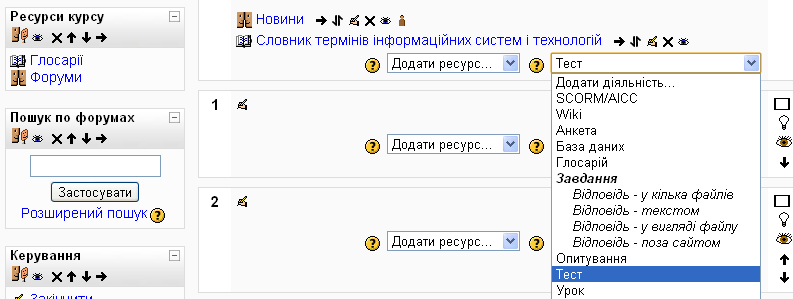 Ресурси курсу
Глосарії
Форуми
Пошук по форумах
Застосувати
Розширений пошук
Керування
Закінчити
Новини
Словник термінів інформаційних систем і технологій
Додати ресурс... Тест
Додати діяльність...
SCORM/AICC
Wiki
Анкета
База даних
Глосарій
Завдання
Відповідь - у кілька файлів
Відповідь - текстом
Відповідь - у вигляді файлу
Відповідь - поза сайтом
Опитування
Тест
Урок
1
Додати ресурс...
2
Додати ресурс...